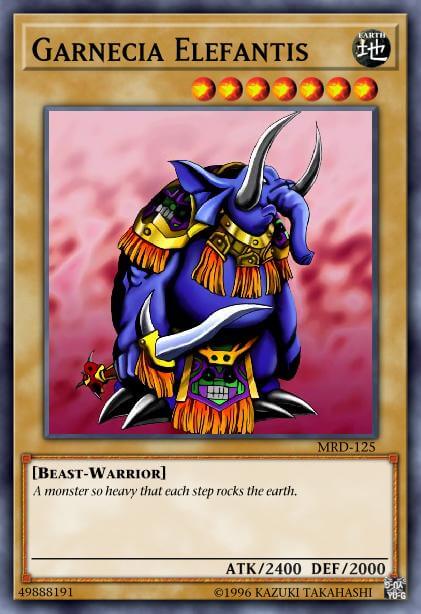 GARNECIA ELEFANTIS
EARTH
地
MRD-125
[BEAST-WARRIOR]
A monster so heavy that each step rocks the earth.
ATK/2400 DEF/2000
49888191
©1996 KAZUKI TAKAHASHI